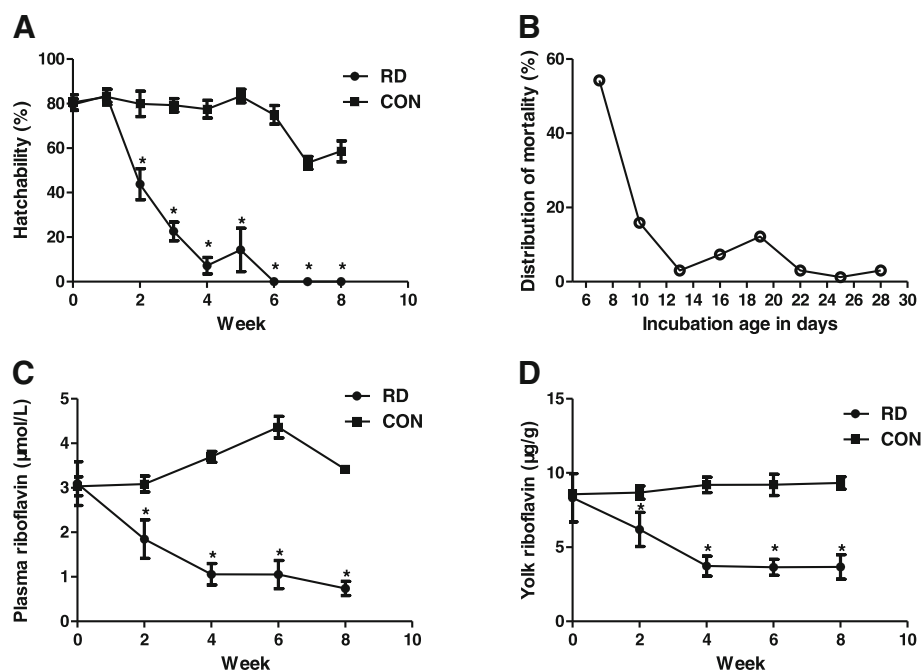 A
Hatchability (%)
100
80
60
40
20
0
*
*
*
*
*
*
*
0 2 4 6 8 10
Week
RD
CON
B
Distribution of mortality (%)
60
40
20
0
6 8 10 12 14 16 18 20 22 24 26 28 30
Incubation age in days
C
Plasma riboflavin (µmol/L)
5
4
3
2
1
0
*
*
*
*
0 2 4 6 8 10
Week
RD
CON
D
Yolk riboflavin (µg/g)
15
10
5
0
*
*
*
*
0 2 4 6 8 10
Week
RD
CON